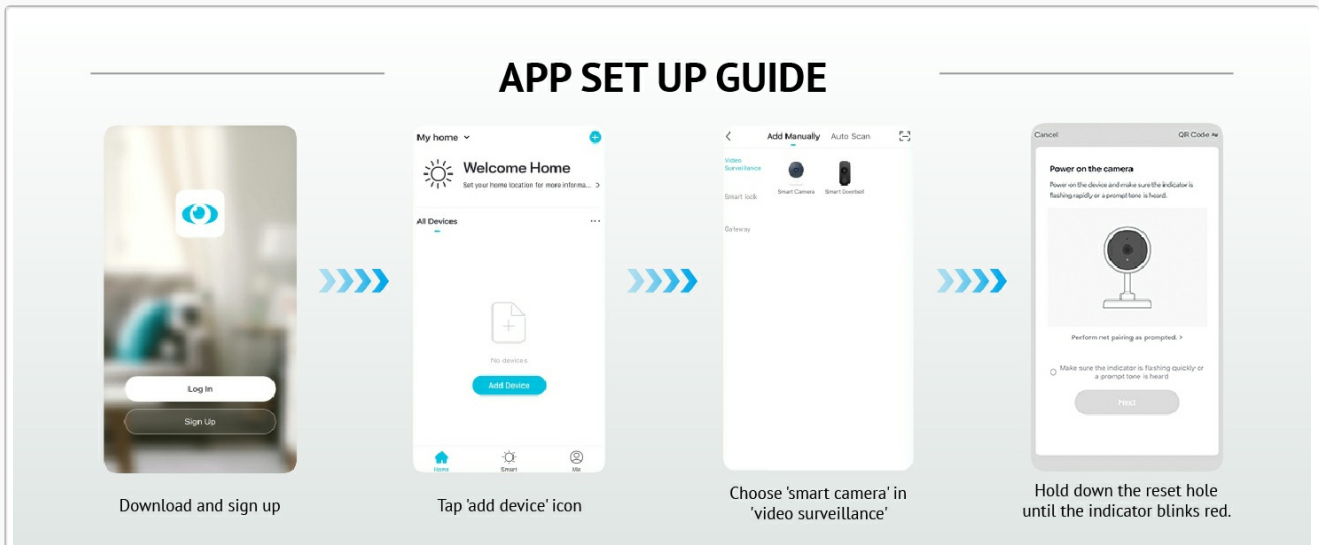 APP SET UP GUIDE
Log In
Sign Up
Download and sign up
My home
Welcome Home
Set your home location for more informa...
All Devices
No devices
Add Device
Home
Smart
Me
Tap 'add device' icon
Add Manually
Auto Scan
Video
Surveillance
Smart Camera
Smart Doorbell
Smart lock
Gateway
Choose 'smart camera' in
'video surveillance'
Cancel
QR Code
Power on the camera
Power on the device and make sure the indicator is
flashing rapidly or a prompt tone is heard.
Perform net pairing as prompted. >
Make sure the indicator is flashing quickly or
a prompt tone is heard
Next
Hold down the reset hole
until the indicator blinks red.